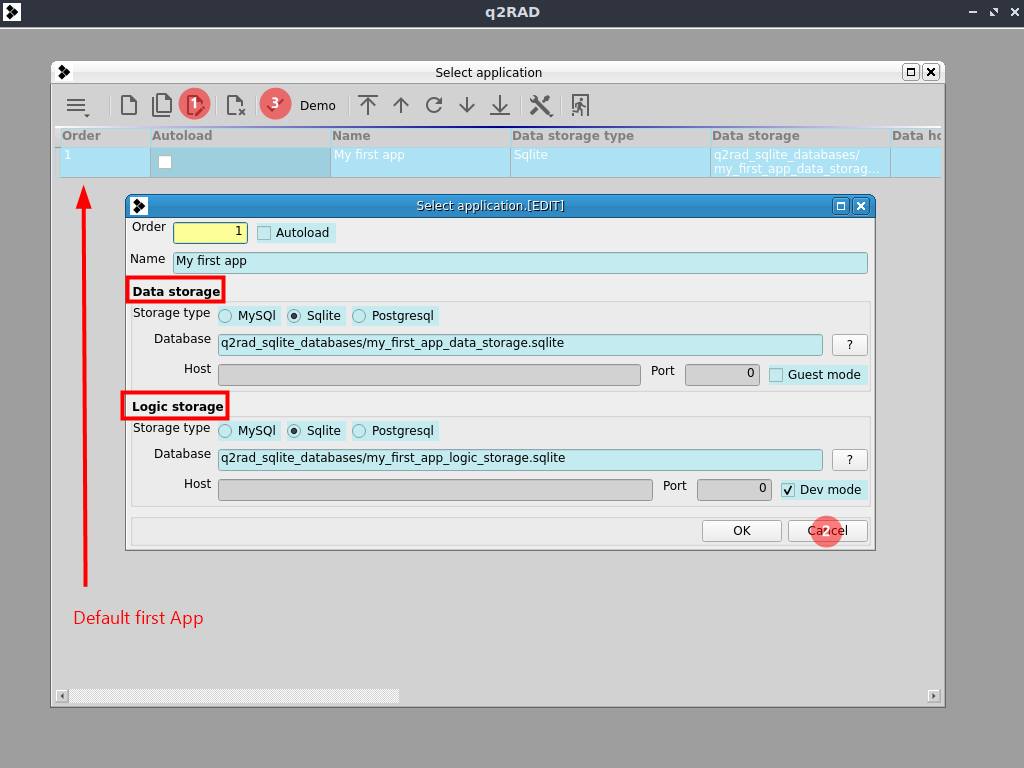 q2RAD
Select application
1
3
Demo
Order Autoload Name Data storage type Data storage Data ho
1 My first app Sqlite q2rad_sqlite_databases/
my_first_app_data_storag...
Select application.[EDIT]
Order 1 Autoload
Name My first app
Data storage
Storage type MySQl Sqlite Postgresql
Database q2rad_sqlite_databases/my_first_app_data_storage.sqlite ?
Host Port 0 Guest mode
Logic storage
Storage type MySQl Sqlite Postgresql
Database q2rad_sqlite_databases/my_first_app_logic_storage.sqlite ?
Host Port 0 Dev mode
OK Cancel
2
Default first App